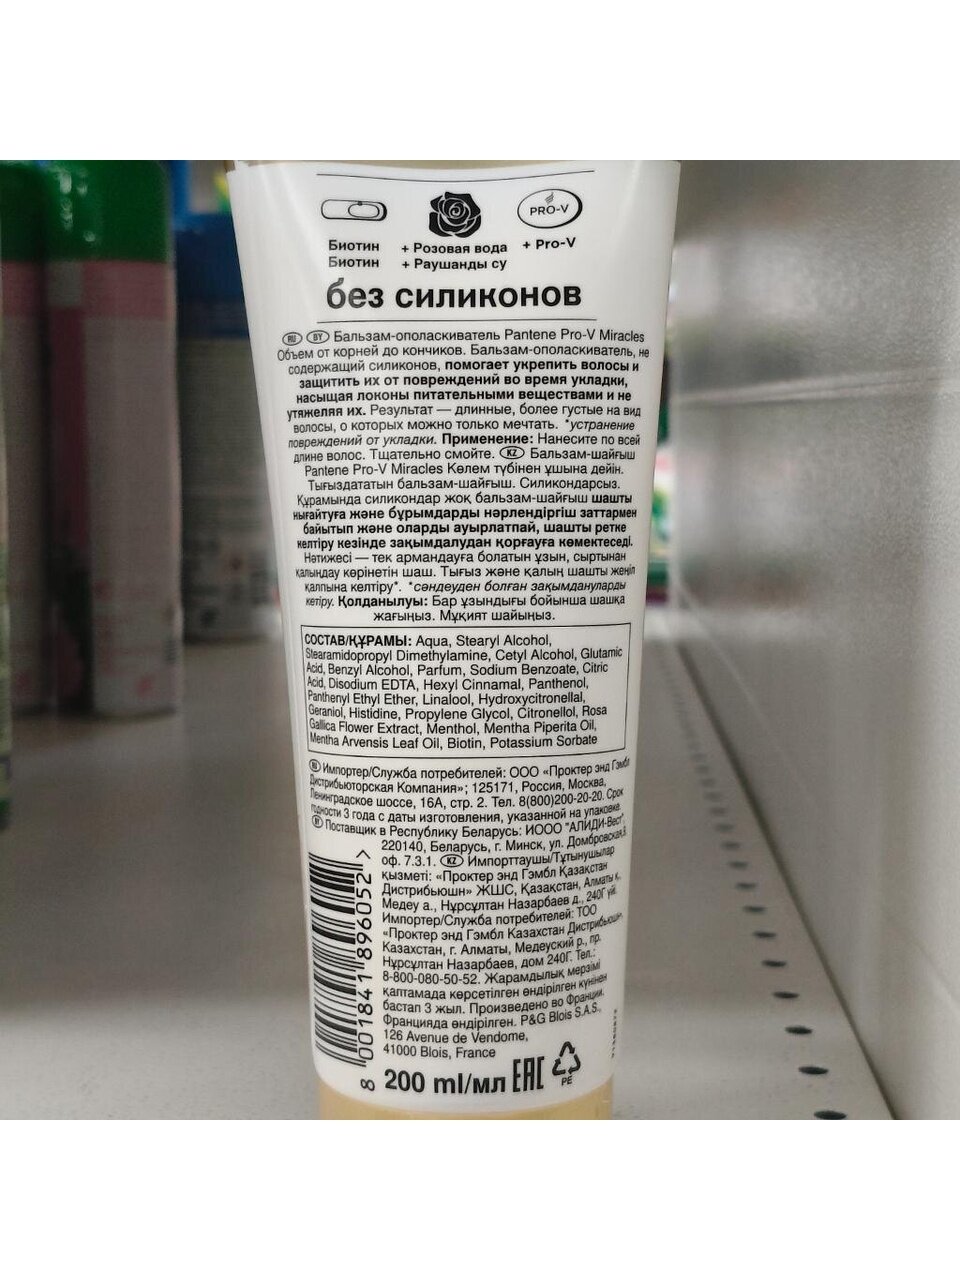 PRO-V
Биотин + Розовая вода + Pro-V
Биотин + Раушанды су
без силиконов
RU BY Бальзам-ополаскиватель Pantene Pro-V Miracles
Объем от корней до кончиков. Бальзам-ополаскиватель, не
содержащий силиконов, помогает укрепить волосы и
защитить их от повреждений во время укладки,
насыщая локоны питательными веществами и не
утяжеляя их. Результат — длинные, более густые на вид
волосы, о которых можно только мечтать. *устранение
повреждений от укладки. Применение: Нанесите по всей
длине волос. Тщательно смойте. KZ Бальзам-шайғыш
Pantene Pro-V Miracles Көлем түбінен ұшына дейін.
Тығыздататын бальзам-шайғыш. Силикондарсыз.
Құрамында силикондар жоқ бальзам-шайғыш шашты
нығайтуға және бұрымдарды нәрлендіргіш заттармен
байытып және оларды ауырлатпай, шашты ретке
келтіру кезінде зақымдалудан қорғауға көмектеседі.
Нәтижесі — тек армандауға болатын ұзын, сыртынан
қалыңдау көрінетін шаш. Тығыз және қалың шашты жеңіл
қалпына келтіру*. *сәндеуден болған зақымдануларды
кетіру. Қолданылуы: Бар ұзындығы бойынша шашқа
жағыңыз. Мұқият шайыңыз.
СОСТАВ/ҚҰРАМЫ: Aqua, Stearyl Alcohol,
Stearamidopropyl Dimethylamine, Cetyl Alcohol, Glutamic
Acid, Benzyl Alcohol, Parfum, Sodium Benzoate, Citric
Acid, Disodium EDTA, Hexyl Cinnamal, Panthenol,
Panthenyl Ethyl Ether, Linalool, Hydroxycitronellal,
Geraniol, Histidine, Propylene Glycol, Citronellol, Rosa
Gallica Flower Extract, Menthol, Mentha Piperita Oil,
Mentha Arvensis Leaf Oil, Biotin, Potassium Sorbate
RU Импортер/Служба потребителей: ООО «Проктер энд Гэмбл
Дистрибьюторская Компания»; 125171, Россия, Москва,
Ленинградское шоссе, 16А, стр. 2. Тел. 8(800)200-20-20. Срок
годности 3 года с даты изготовления, указанной на упаковке.
BY Поставщик в Республику Беларусь: ИООО "АЛИДИ-Вест",
220140, Беларусь, г. Минск, ул. Домбровская,9,
оф. 7.3.1. KZ Импорттаушы/Тұтынушылар
қызметі: «Проктер энд Гэмбл Қазақстан
Дистрибьюшн» ЖШС, Қазақстан, Алматы қ.,
Медеу а., Нұрсұлтан Назарбаев д., 240Г үй.
Импортер/Служба потребителей: ТОО
«Проктер энд Гэмбл Казахстан Дистрибьюшн»,
Казахстан, г. Алматы, Медеуский р., пр.
Нұрсұлтан Назарбаев, дом 240Г. Тел.:
8-800-080-50-52. Жарамдылық мерзімі
қаптамада көрсетілген өндірілген күнінен
бастап 3 жыл. Произведено во Франции.
Францияда өндірілген. P&G Blois S.A.S.,
126 Avenue de Vendome,
41000 Blois, France
8 001841 896052 >
200 ml/мл EAC PE